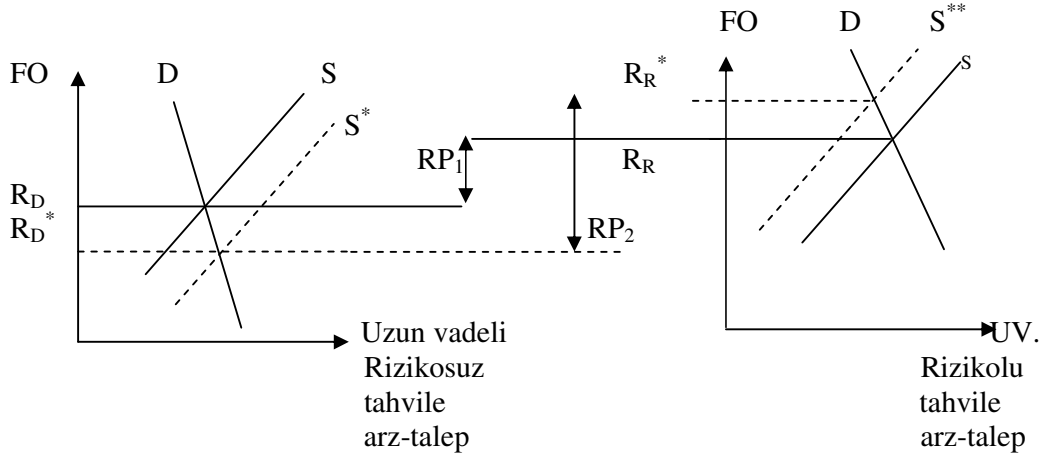 FO D S
S*
R_D
R_D*
RP₁
RP₂
Uzun vadeli
Rizikosuz
tahvile
arz-talep
FO D S**
S
R_R*
R_R
UV.
Rizikolu
tahvile
arz-talep